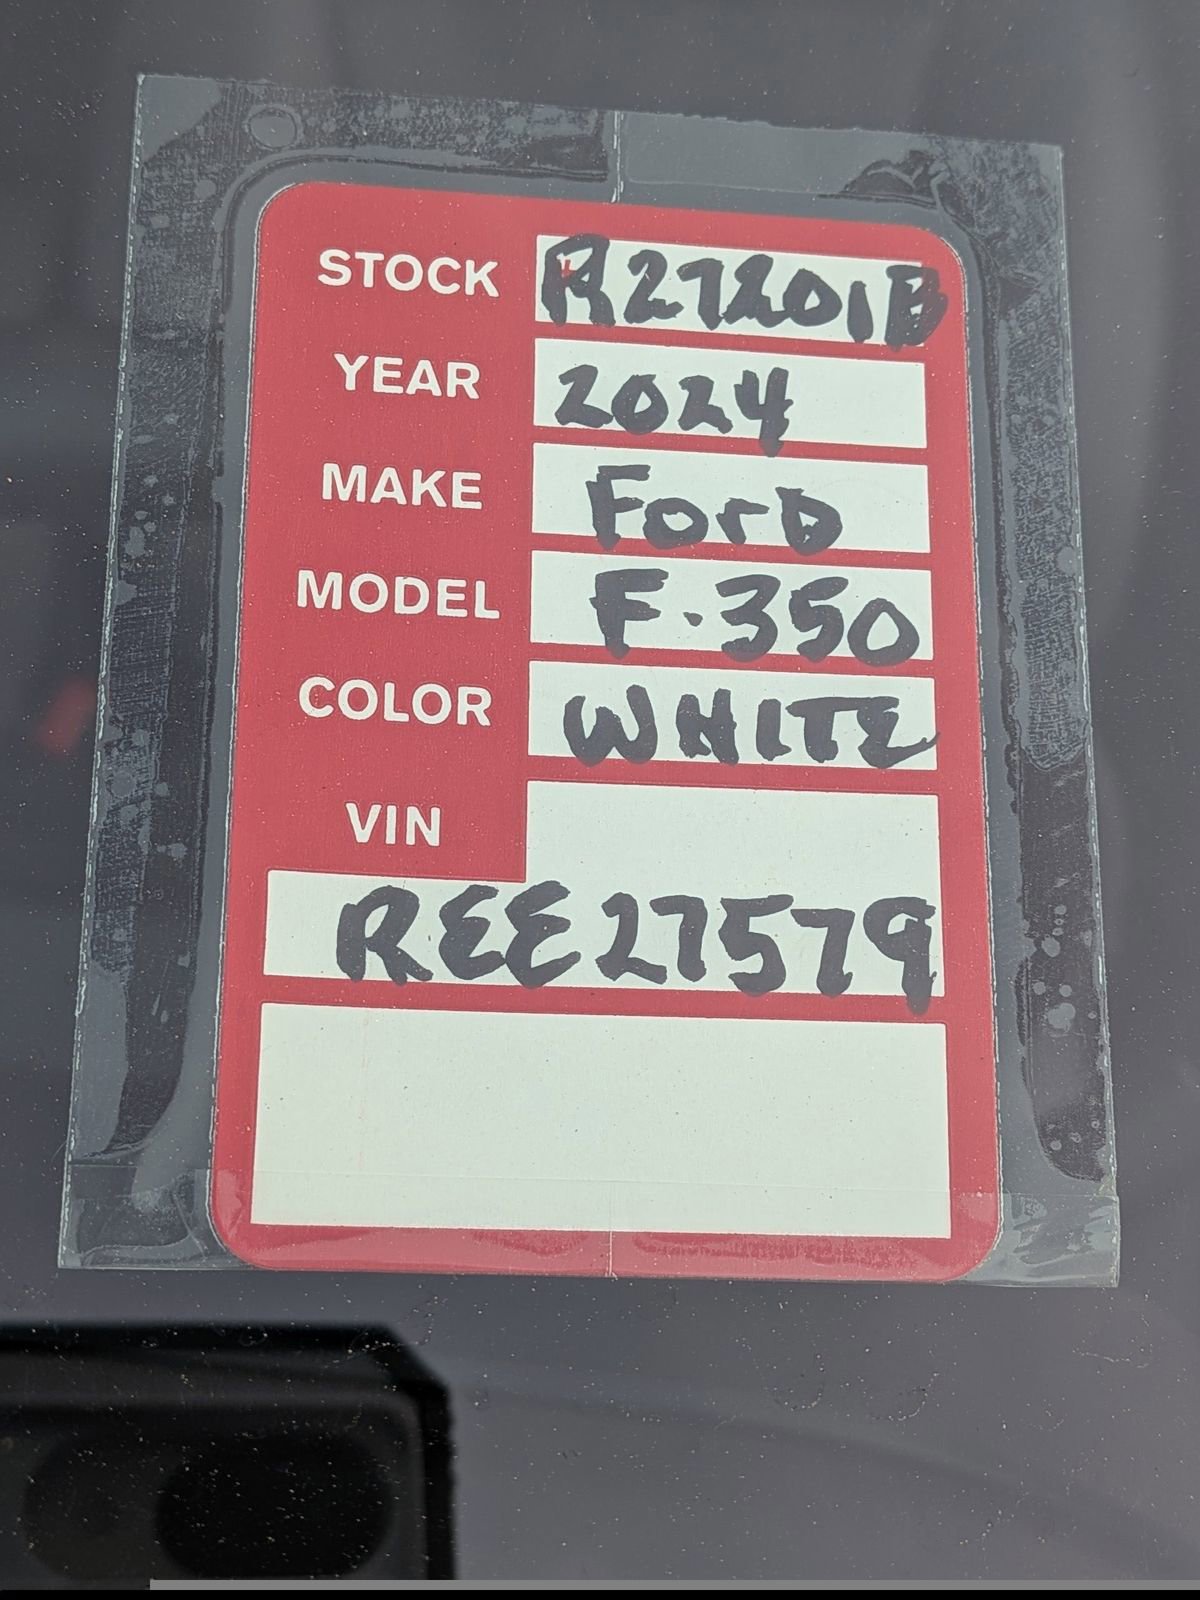 STOCK R27201B
YEAR 2024
MAKE ForD
MODEL F-350
COLOR WHITE
VIN
REE27579